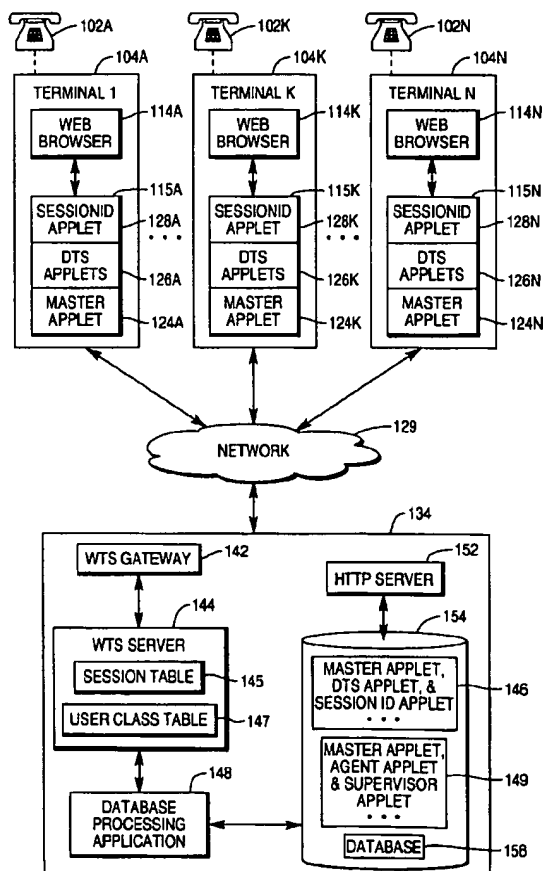 102A 102K 102N
104A 104K 104N
TERMINAL 1 TERMINAL K TERMINAL N
114A 114K 114N
WEB BROWSER WEB BROWSER WEB BROWSER
115A 115K 115N
SESSIONID APPLET SESSIONID APPLET SESSIONID APPLET
128A 128K 128N
DTS APPLETS DTS APPLETS DTS APPLETS
126A 126K 126N
MASTER APPLET MASTER APPLET MASTER APPLET
124A 124K 124N
129
NETWORK
134
WTS GATEWAY 142
152
HTTP SERVER
144
154
WTS SERVER
SESSION TABLE 145
USER CLASS TABLE 147
MASTER APPLET,
DTS APPLET, &
SESSION ID APPLET
• • •
146
148
DATABASE
PROCESSING
APPLICATION
MASTER APPLET,
AGENT APPLET
& SUPERVISOR
APPLET
• • •
149
DATABASE 158